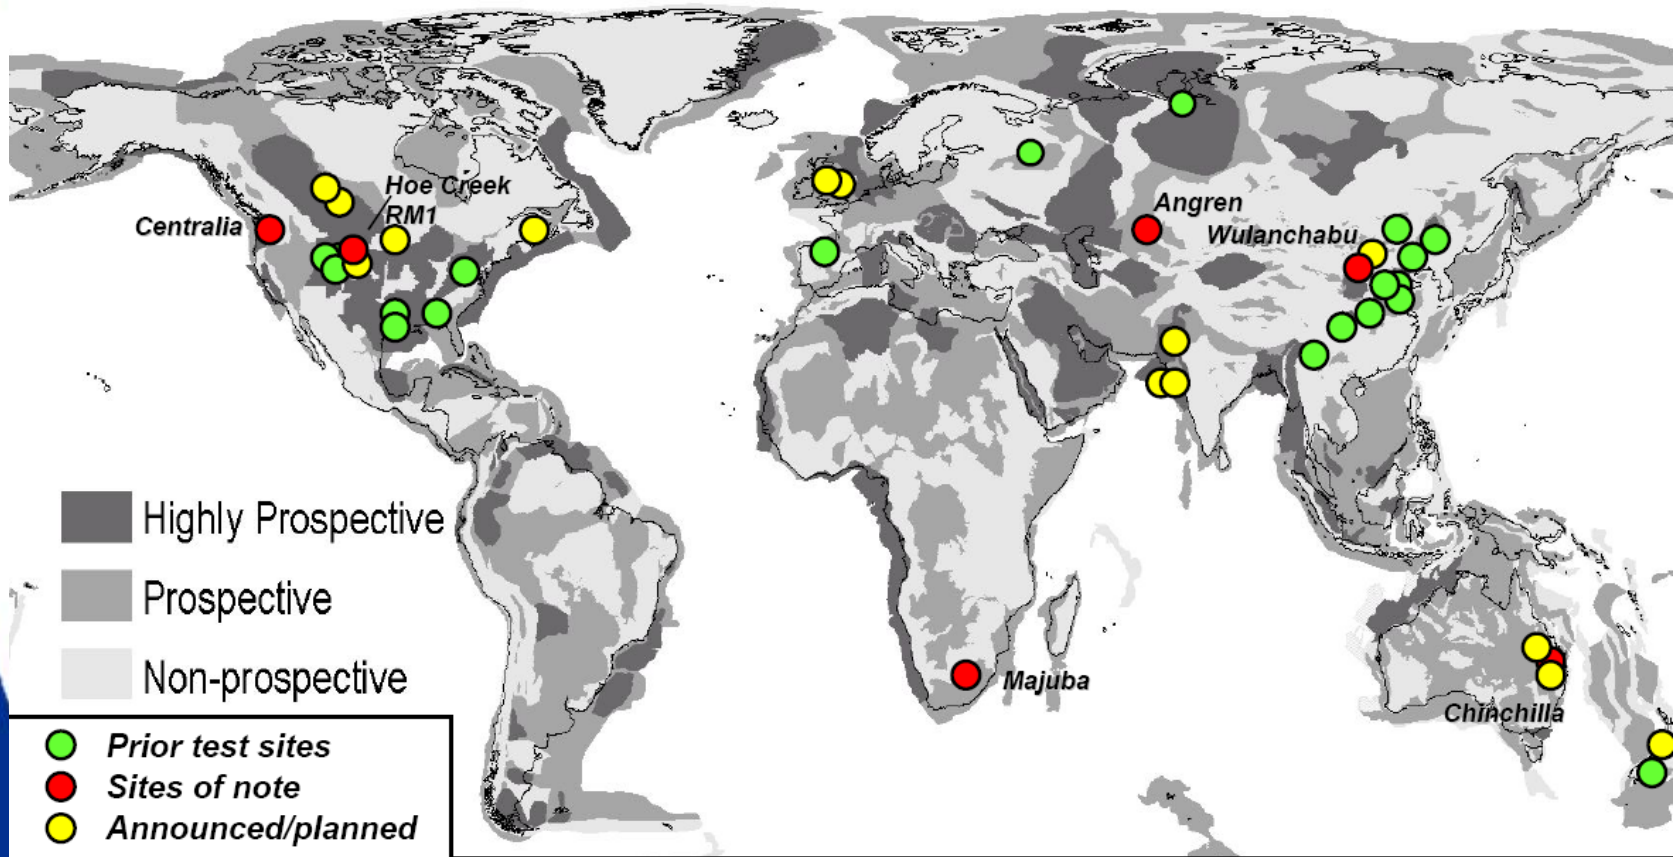 Hoe Creek
RM1
Centralia
Angren
Wulanchabu
Majuba
Chinchilla
Highly Prospective
Prospective
Non-prospective
Prior test sites
Sites of note
Announced/planned